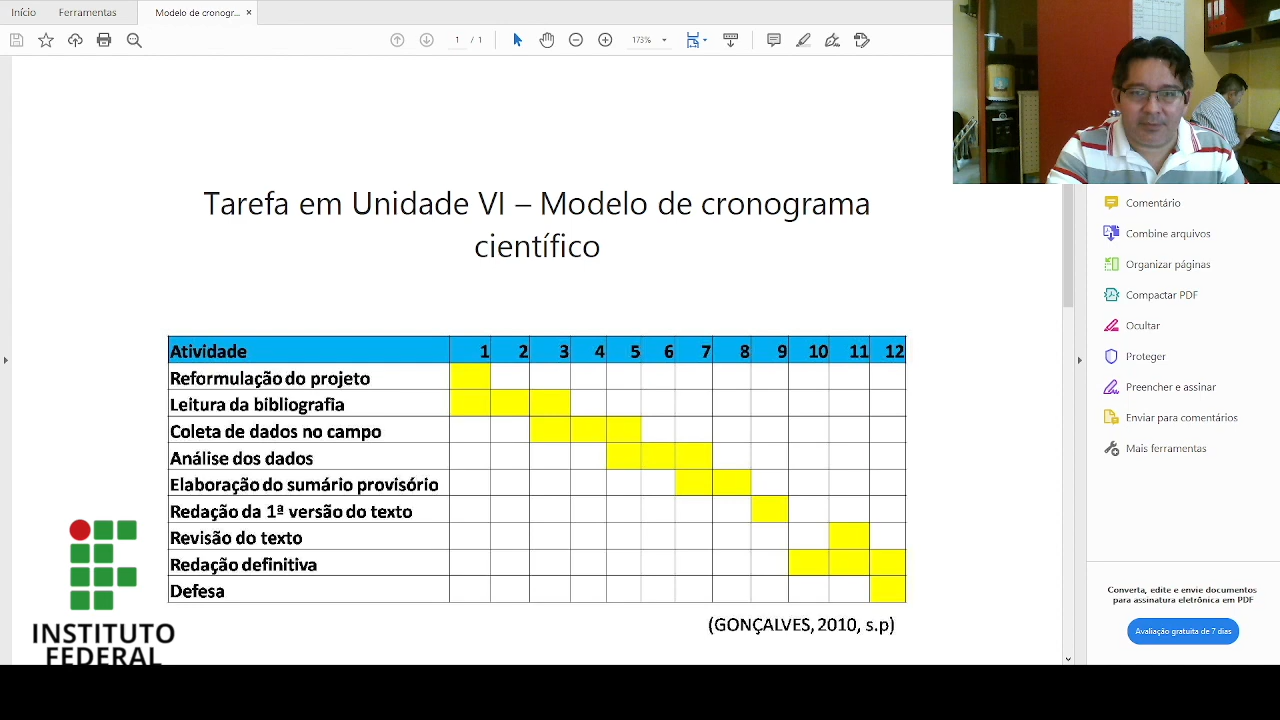 Início Ferramentas Modelo de cronogr... ×
1 / 1 173%
Tarefa em Unidade VI – Modelo de cronograma
científico
Atividade 1 2 3 4 5 6 7 8 9 10 11 12
Reformulação do projeto
Leitura da bibliografia
Coleta de dados no campo
Análise dos dados
Elaboração do sumário provisório
Redação da 1ª versão do texto
Revisão do texto
Redação definitiva
Defesa
(GONÇALVES, 2010, s.p)
INSTITUTO
FEDERAL
Comentário
Combine arquivos
Organizar páginas
Compactar PDF
Ocultar
Proteger
Preencher e assinar
Enviar para comentários
Mais ferramentas
Converta, edite e envie documentos
para assinatura eletrônica em PDF
Avaliação gratuita de 7 dias